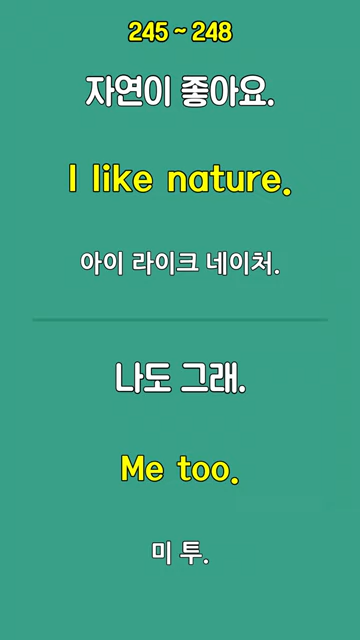 245 ~ 248
자연이 좋아요.
I like nature.
아이 라이크 네이처.
나도 그래.
Me too.
미 투.